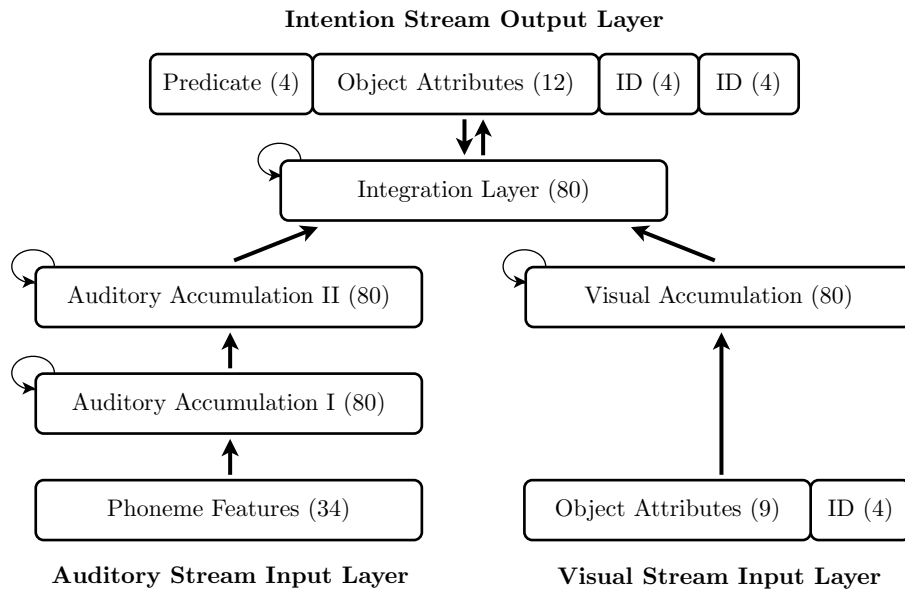 Intention Stream Output Layer
Predicate (4) Object Attributes (12) ID (4) ID (4)
Integration Layer (80)
Auditory Accumulation II (80) Visual Accumulation (80)
Auditory Accumulation I (80)
Phoneme Features (34) Object Attributes (9) ID (4)
Auditory Stream Input Layer Visual Stream Input Layer